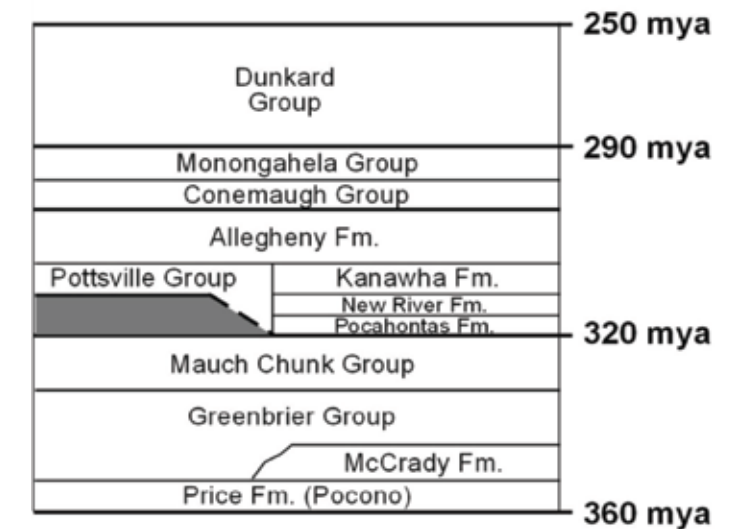 250 mya
Dunkard
Group
290 mya
Monongahela Group
Conemaugh Group
Allegheny Fm.
Pottsville Group
Kanawha Fm.
New River Fm.
Pocahontas Fm.
320 mya
Mauch Chunk Group
Greenbrier Group
McCrady Fm.
Price Fm. (Pocono)
360 mya